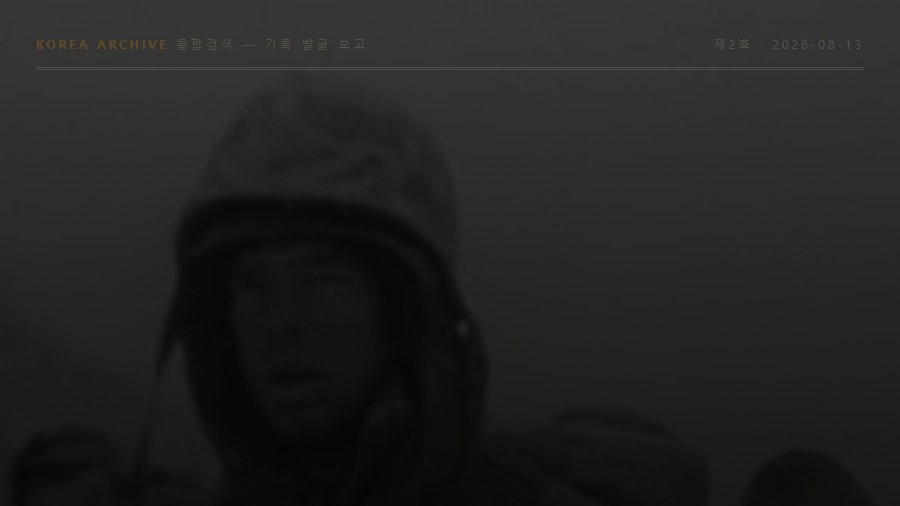 KOREA ARCHIVE 통합검색 — 기록 발굴 보고
제2호 · 2026-08-13